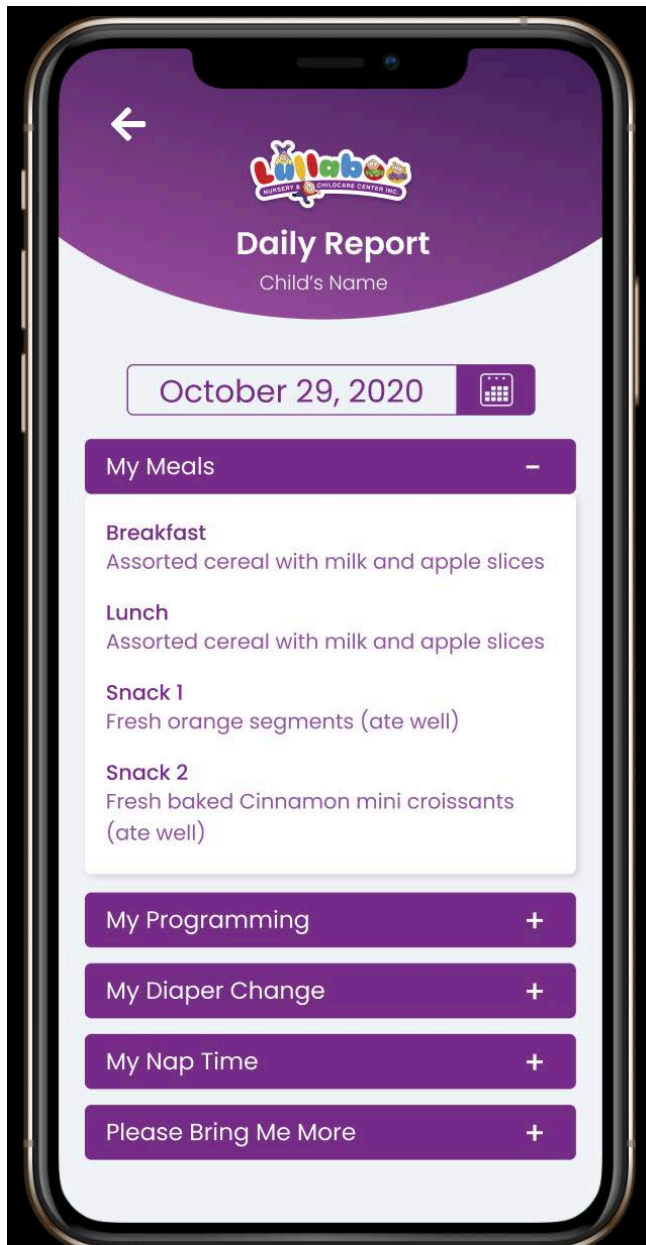 Lullaboo
NURSERY & CHILDCARE CENTER INC.
Daily Report
Child's Name
October 29, 2020
My Meals −
Breakfast
Assorted cereal with milk and apple slices
Lunch
Assorted cereal with milk and apple slices
Snack 1
Fresh orange segments (ate well)
Snack 2
Fresh baked Cinnamon mini croissants
(ate well)
My Programming +
My Diaper Change +
My Nap Time +
Please Bring Me More +